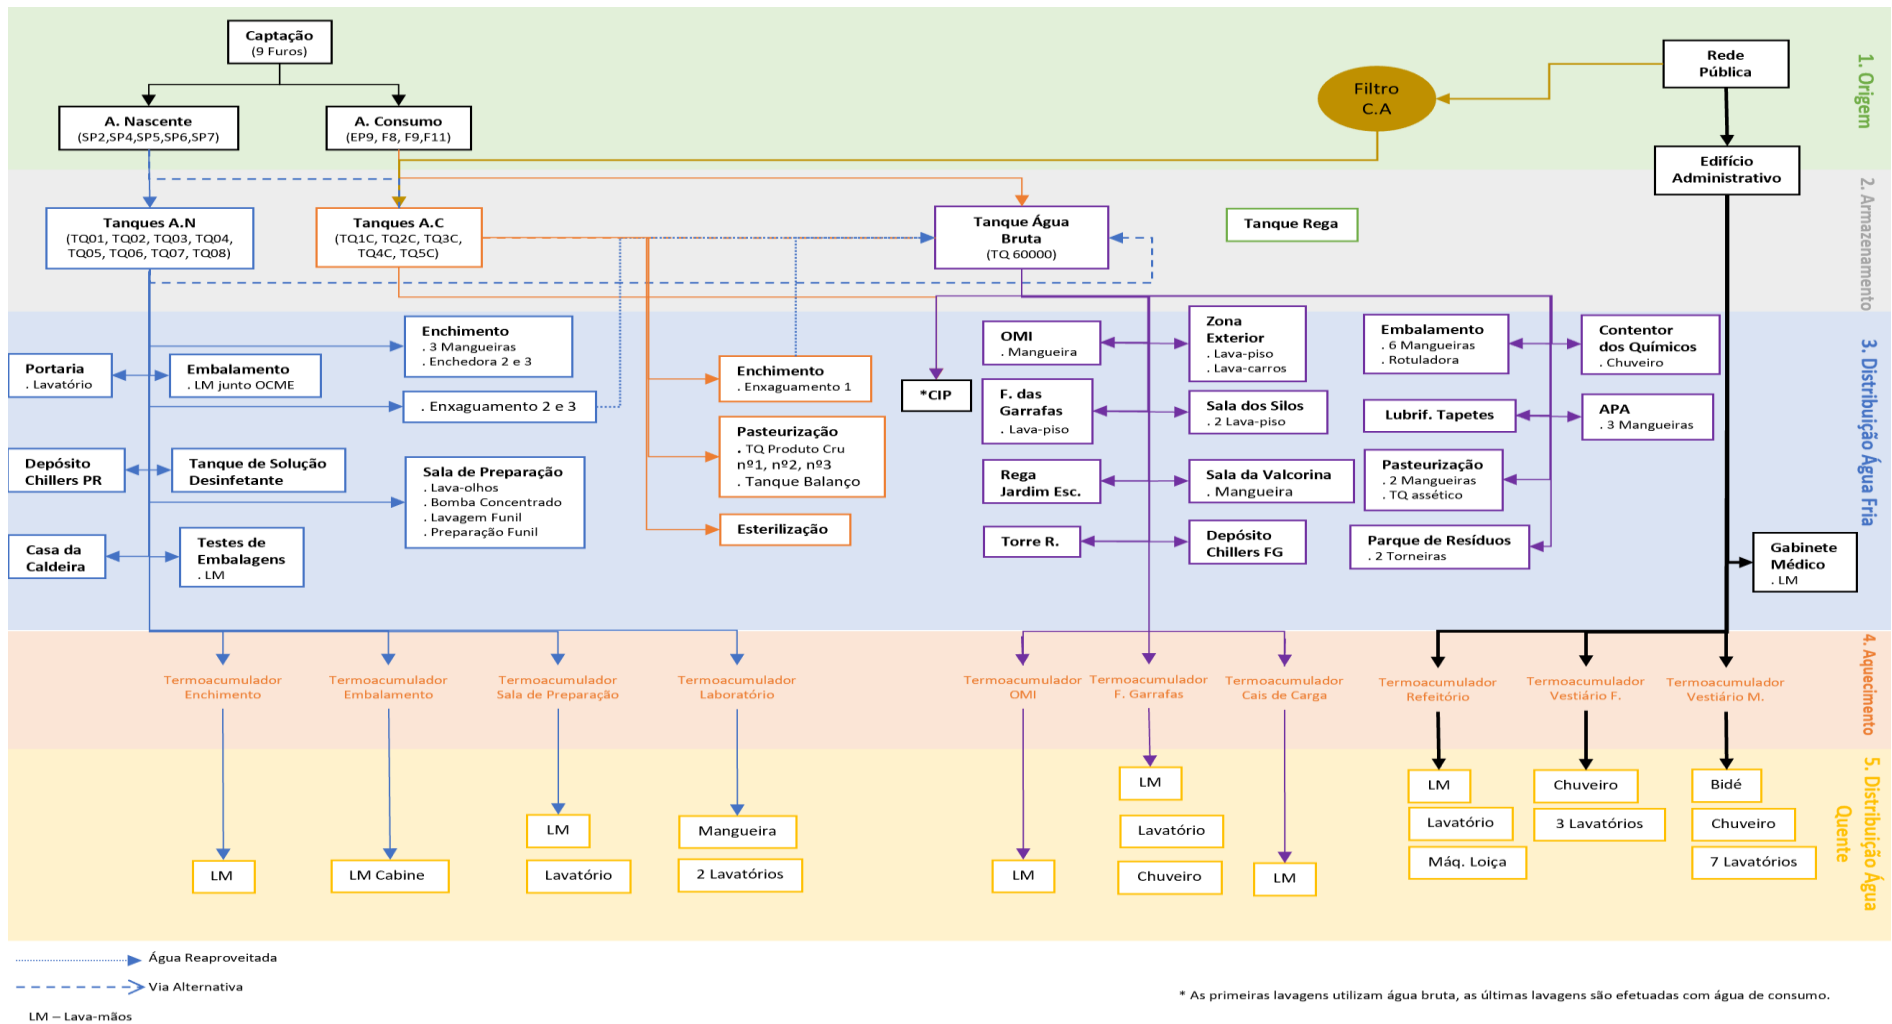 Captação
(9 Furos)
A. Nascente
(SP2,SP4,SP5,SP6,SP7)
A. Consumo
(EP9, F8, F9,F11)
Filtro
C.A
Rede
Pública
Edifício
Administrativo
1. Origem
Tanques A.N
(TQ01, TQ02, TQ03, TQ04,
TQ05, TQ06, TQ07, TQ08)
Tanques A.C
(TQ1C, TQ2C, TQ3C,
TQ4C, TQ5C)
Tanque Água
Bruta
(TQ 60000)
Tanque Rega
2. Armazenamento
Portaria
. Lavatório
Embalamento
. LM junto OCME
Enchimento
. 3 Mangueiras
. Enchedora 2 e 3
. Enxaguamento 2 e 3
Depósito
Chillers PR
Tanque de Solução
Desinfetante
Sala de Preparação
. Lava-olhos
. Bomba Concentrado
. Lavagem Funil
. Preparação Funil
Casa da
Caldeira
Testes de
Embalagens
. LM
Enchimento
. Enxaguamento 1
Pasteurização
. TQ Produto Cru
nº1, nº2, nº3
. Tanque Balanço
Esterilização
*CIP
OMI
. Mangueira
Zona
Exterior
. Lava-piso
. Lava-carros
F. das
Garrafas
. Lava-piso
Sala dos Silos
. 2 Lava-piso
Rega
Jardim Esc.
Sala da Valcorina
. Mangueira
Torre R.
Depósito
Chillers FG
Embalamento
. 6 Mangueiras
. Rotuladora
Contentor
dos Químicos
. Chuveiro
Lubrif. Tapetes
APA
. 3 Mangueiras
Pasteurização
. 2 Mangueiras
. TQ assético
Parque de Resíduos
. 2 Torneiras
Gabinete
Médico
. LM
3. Distribuição Água Fria
Termoacumulador
Enchimento
Termoacumulador
Embalamento
Termoacumulador
Sala de Preparação
Termoacumulador
Laboratório
Termoacumulador
OMI
Termoacumulador
F. Garrafas
Termoacumulador
Cais de Carga
Termoacumulador
Refeitório
Termoacumulador
Vestiário F.
Termoacumulador
Vestiário M.
4. Aquecimento
LM
LM Cabine
LM
Lavatório
Mangueira
2 Lavatórios
LM
LM
Lavatório
Chuveiro
LM
LM
Lavatório
Máq. Loiça
Chuveiro
3 Lavatórios
Bidé
Chuveiro
7 Lavatórios
5. Distribuição Água
Quente
Água Reaproveitada
Via Alternativa
LM – Lava-mãos
* As primeiras lavagens utilizam água bruta, as últimas lavagens são efetuadas com água de consumo.